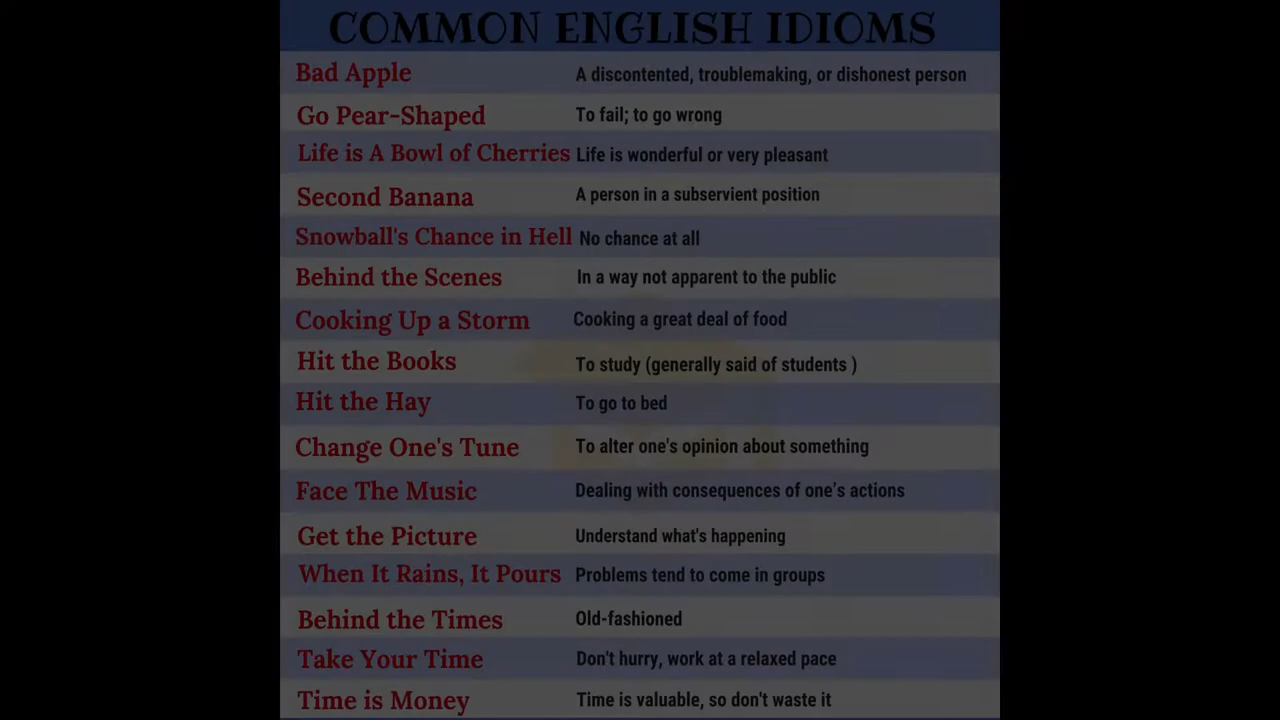 COMMON ENGLISH IDIOMS
Bad Apple A discontented, troublemaking, or dishonest person
Go Pear-Shaped To fail; to go wrong
Life is A Bowl of Cherries Life is wonderful or very pleasant
Second Banana A person in a subservient position
Snowball's Chance in Hell No chance at all
Behind the Scenes In a way not apparent to the public
Cooking Up a Storm Cooking a great deal of food
Hit the Books To study (generally said of students )
Hit the Hay To go to bed
Change One's Tune To alter one's opinion about something
Face The Music Dealing with consequences of one's actions
Get the Picture Understand what's happening
When It Rains, It Pours Problems tend to come in groups
Behind the Times Old-fashioned
Take Your Time Don't hurry, work at a relaxed pace
Time is Money Time is valuable, so don't waste it